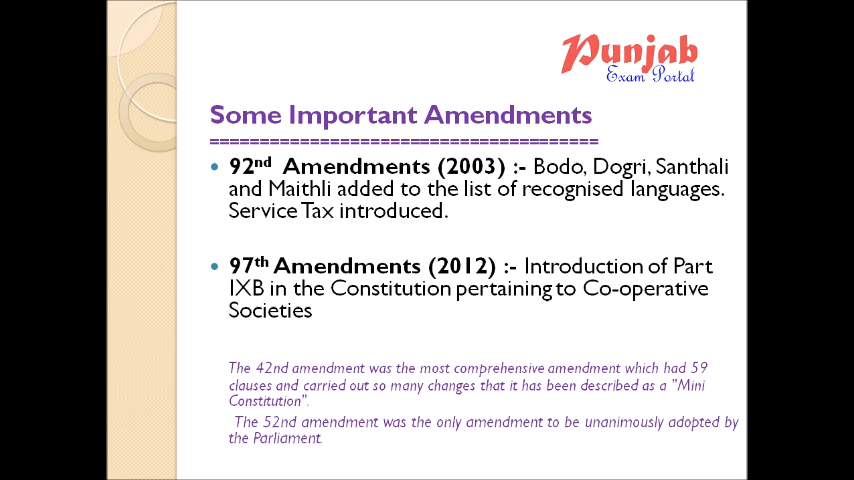 Punjab
Exam Portal
Some Important Amendments
=======================================
• 92nd Amendments (2003) :- Bodo, Dogri, Santhali
and Maithli added to the list of recognised languages.
Service Tax introduced.
• 97th Amendments (2012) :- Introduction of Part
IXB in the Constitution pertaining to Co-operative
Societies
The 42nd amendment was the most comprehensive amendment which had 59
clauses and carried out so many changes that it has been described as a "Mini
Constitution".
The 52nd amendment was the only amendment to be unanimously adopted by
the Parliament.